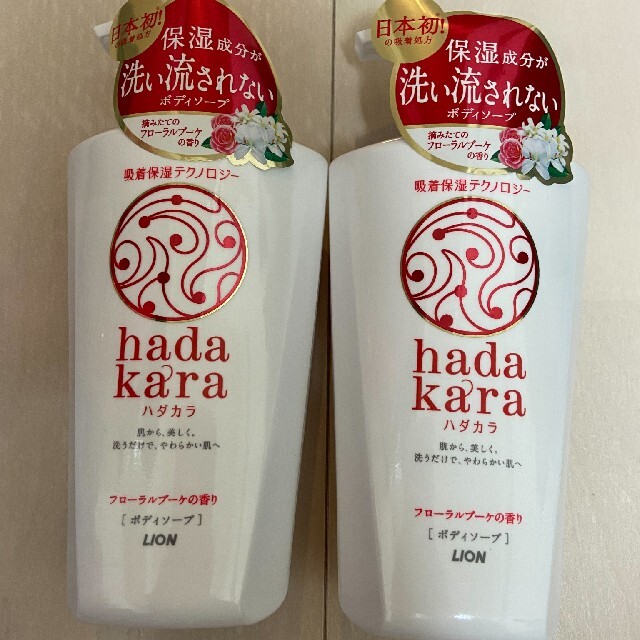 日本初!
の吸着処方
保湿成分が
洗い流されない
ボディソープ
摘みたての
フローラルブーケ
の香り
吸着保湿テクノロジー
hada
kara
ハダカラ
肌から、美しく。
洗うだけで、やわらかい肌へ
フローラルブーケの香り
[ボディソープ]
LION
日本初!
の吸着処方
保湿成分が
洗い流されない
ボディソープ
摘みたての
フローラルブーケ
の香り
吸着保湿テクノロジー
hada
kara
ハダカラ
肌から、美しく。
洗うだけで、やわらかい肌へ
フローラルブーケの香り
[ボディソープ]
LION